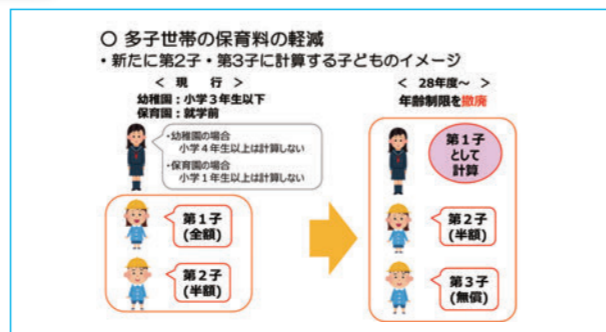 ○ 多子世帯の保育料の軽減
・新たに第2子・第3子に計算する子どものイメージ
＜ 現 行 ＞
幼稚園：小学3年生以下
保育園：就学前
・幼稚園の場合
小学4年生以上は計算しない
・保育園の場合
小学1年生以上は計算しない
第1子
(全額)
第2子
(半額)
＜ 28年度～ ＞
年齢制限を撤廃
第1子
として
計算
第2子
(半額)
第3子
(無償)